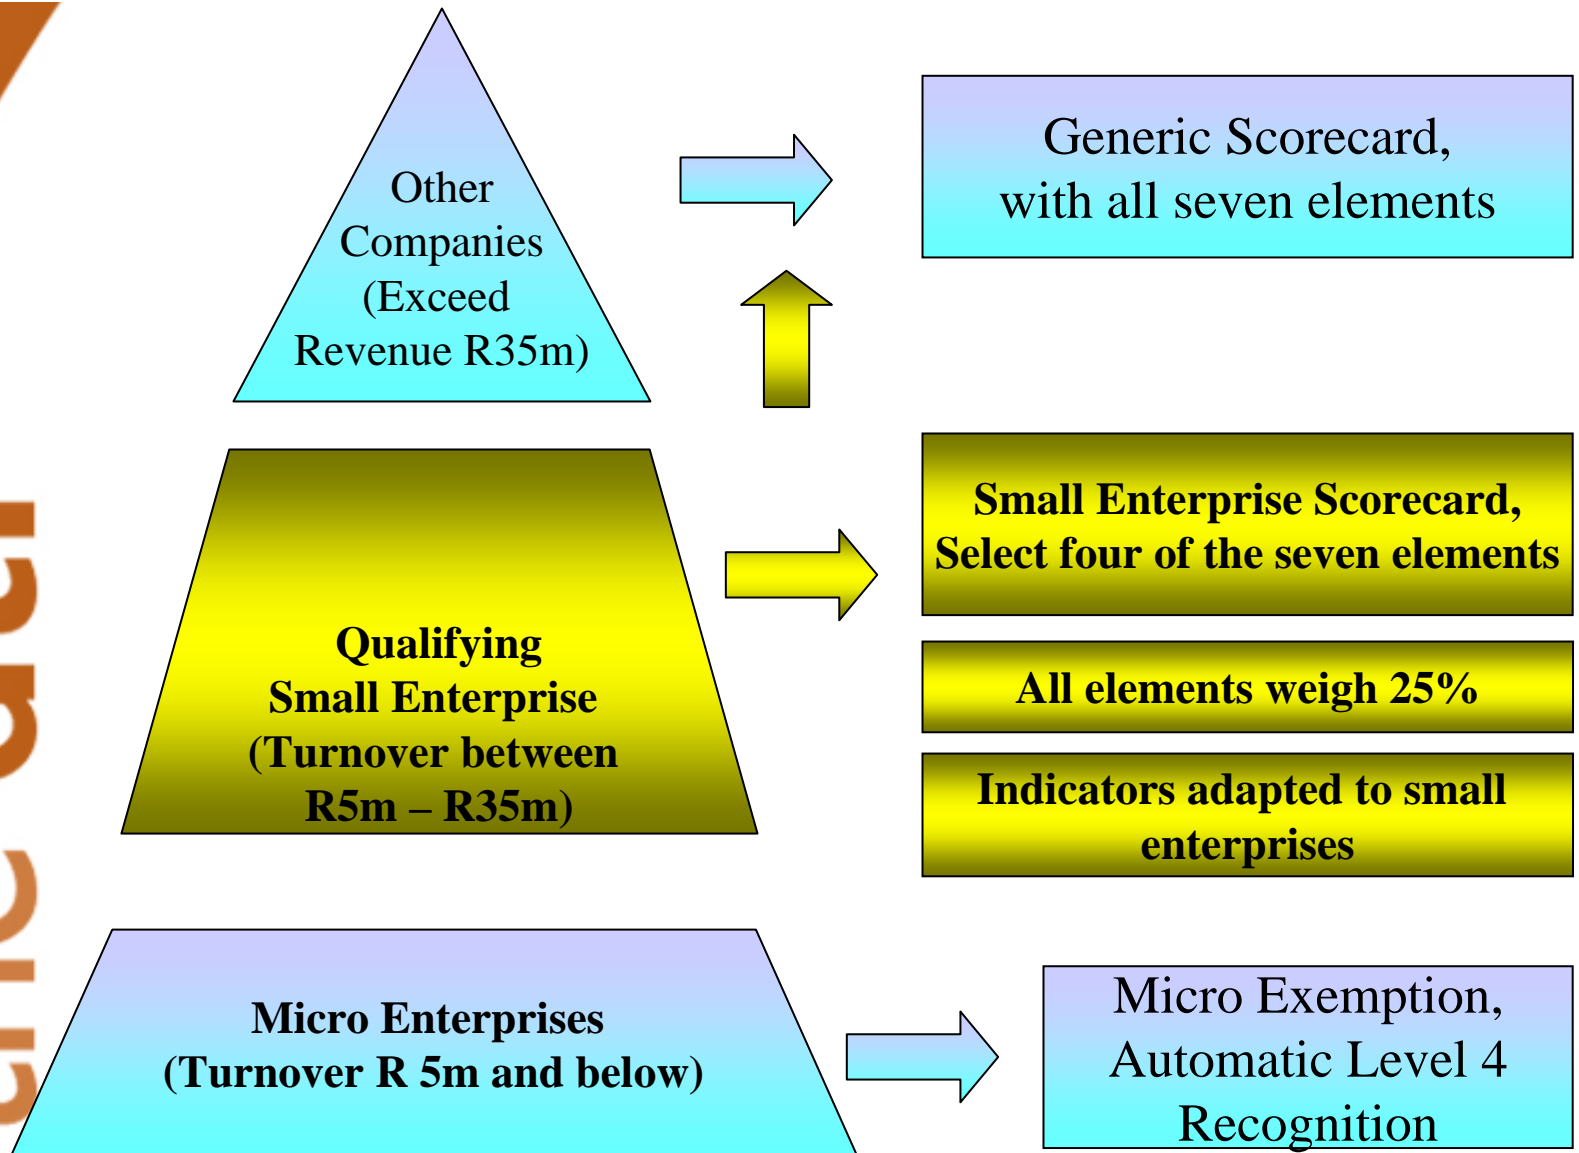 Other
Companies
(Exceed
Revenue R35m)
Generic Scorecard,
with all seven elements
Qualifying
Small Enterprise
(Turnover between
R5m – R35m)
Small Enterprise Scorecard,
Select four of the seven elements
All elements weigh 25%
Indicators adapted to small
enterprises
Micro Enterprises
(Turnover R 5m and below)
Micro Exemption,
Automatic Level 4
Recognition